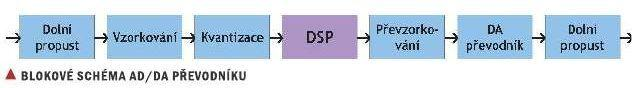 Dolní
propust
Vzorkování
Kvantizace
DSP
Převzorko-
vání
DA
převodník
Dolní
propust
BLOKOVÉ SCHÉMA AD/DA PŘEVODNÍKU